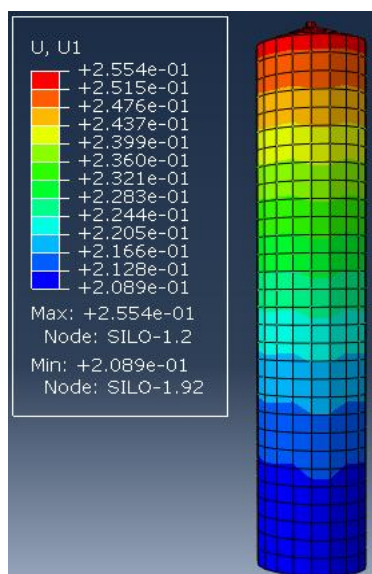 U, U1
+2.554e-01
+2.515e-01
+2.476e-01
+2.437e-01
+2.399e-01
+2.360e-01
+2.321e-01
+2.283e-01
+2.244e-01
+2.205e-01
+2.166e-01
+2.128e-01
+2.089e-01
Max: +2.554e-01
Node: SILO-1.2
Min: +2.089e-01
Node: SILO-1.92